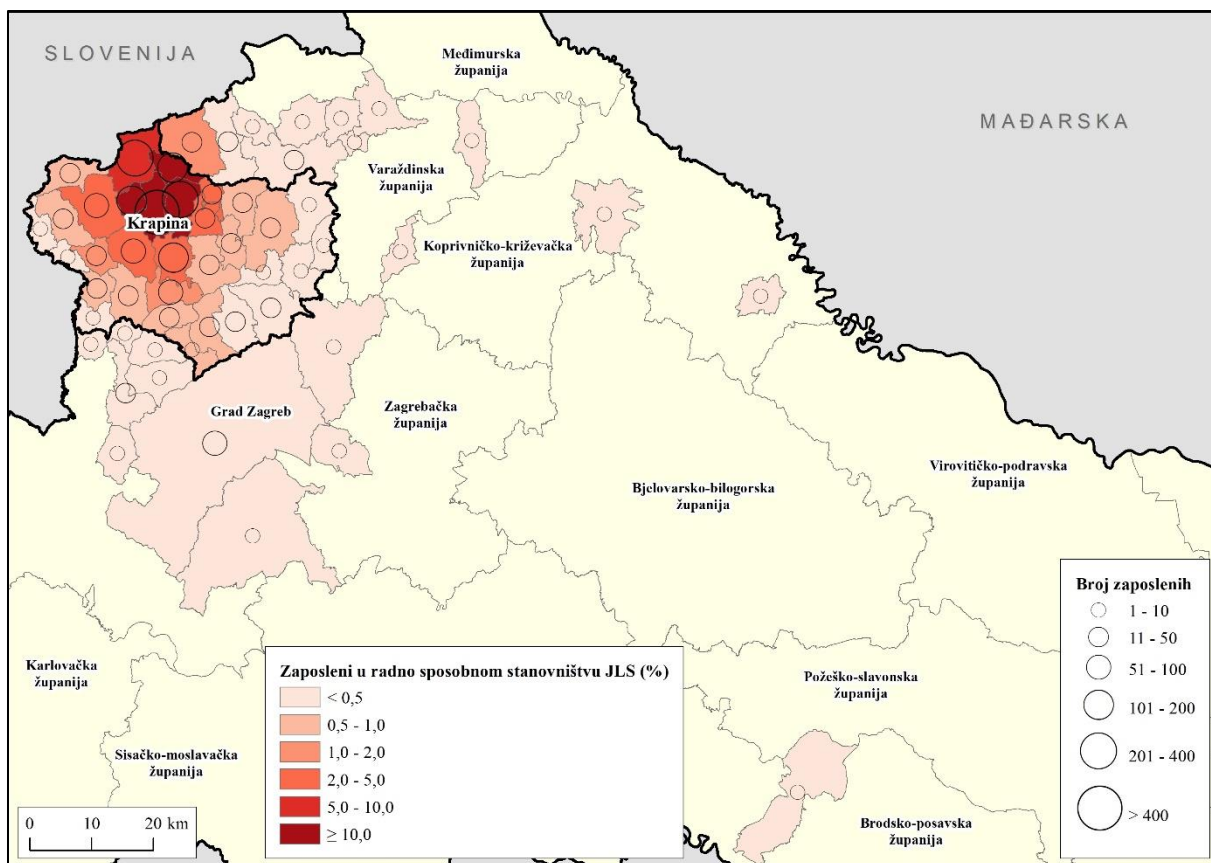 SLOVENIJA
Međimurska
županija
MAĐARSKA
Varaždinska
županija
Krapina
Koprivničko-križevačka
županija
Grad Zagreb
Zagrebačka
županija
Bjelovarsko-bilogorska
županija
Virovitičko-podravska
županija
Karlovačka
županija
Sisačko-moslavačka
županija
Požeško-slavonska
županija
Brodsko-posavska
županija
0 10 20 km
Zaposleni u radno sposobnom stanovništvu JLS (%)
< 0,5
0,5 - 1,0
1,0 - 2,0
2,0 - 5,0
5,0 - 10,0
≥ 10,0
Broj zaposlenih
1 - 10
11 - 50
51 - 100
101 - 200
201 - 400
> 400